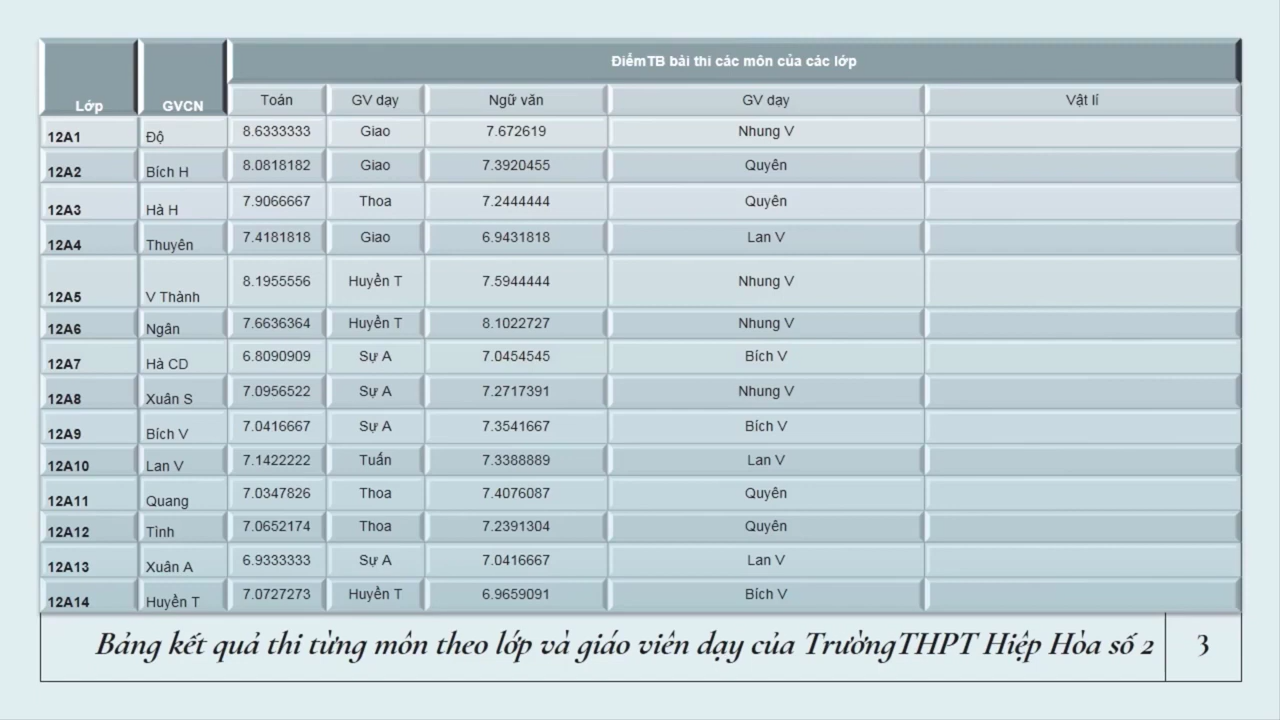 ĐiểmTB bài thi các môn của các lớp
Lớp GVCN Toán GV dạy Ngữ văn GV dạy Vật lí
12A1 Độ 8.6333333 Giao 7.672619 Nhung V
12A2 Bích H 8.0818182 Giao 7.3920455 Quyên
12A3 Hà H 7.9066667 Thoa 7.2444444 Quyên
12A4 Thuyên 7.4181818 Giao 6.9431818 Lan V
12A5 V Thành 8.1955556 Huyền T 7.5944444 Nhung V
12A6 Ngân 7.6636364 Huyền T 8.1022727 Nhung V
12A7 Hà CD 6.8090909 Sự A 7.0454545 Bích V
12A8 Xuân S 7.0956522 Sự A 7.2717391 Nhung V
12A9 Bích V 7.0416667 Sự A 7.3541667 Bích V
12A10 Lan V 7.1422222 Tuấn 7.3388889 Lan V
12A11 Quang 7.0347826 Thoa 7.4076087 Quyên
12A12 Tình 7.0652174 Thoa 7.2391304 Quyên
12A13 Xuân A 6.9333333 Sự A 7.0416667 Lan V
12A14 Huyền T 7.0727273 Huyền T 6.9659091 Bích V
Bảng kết quả thi từng môn theo lớp và giáo viên dạy của TrườngTHPT Hiệp Hòa số 2 3